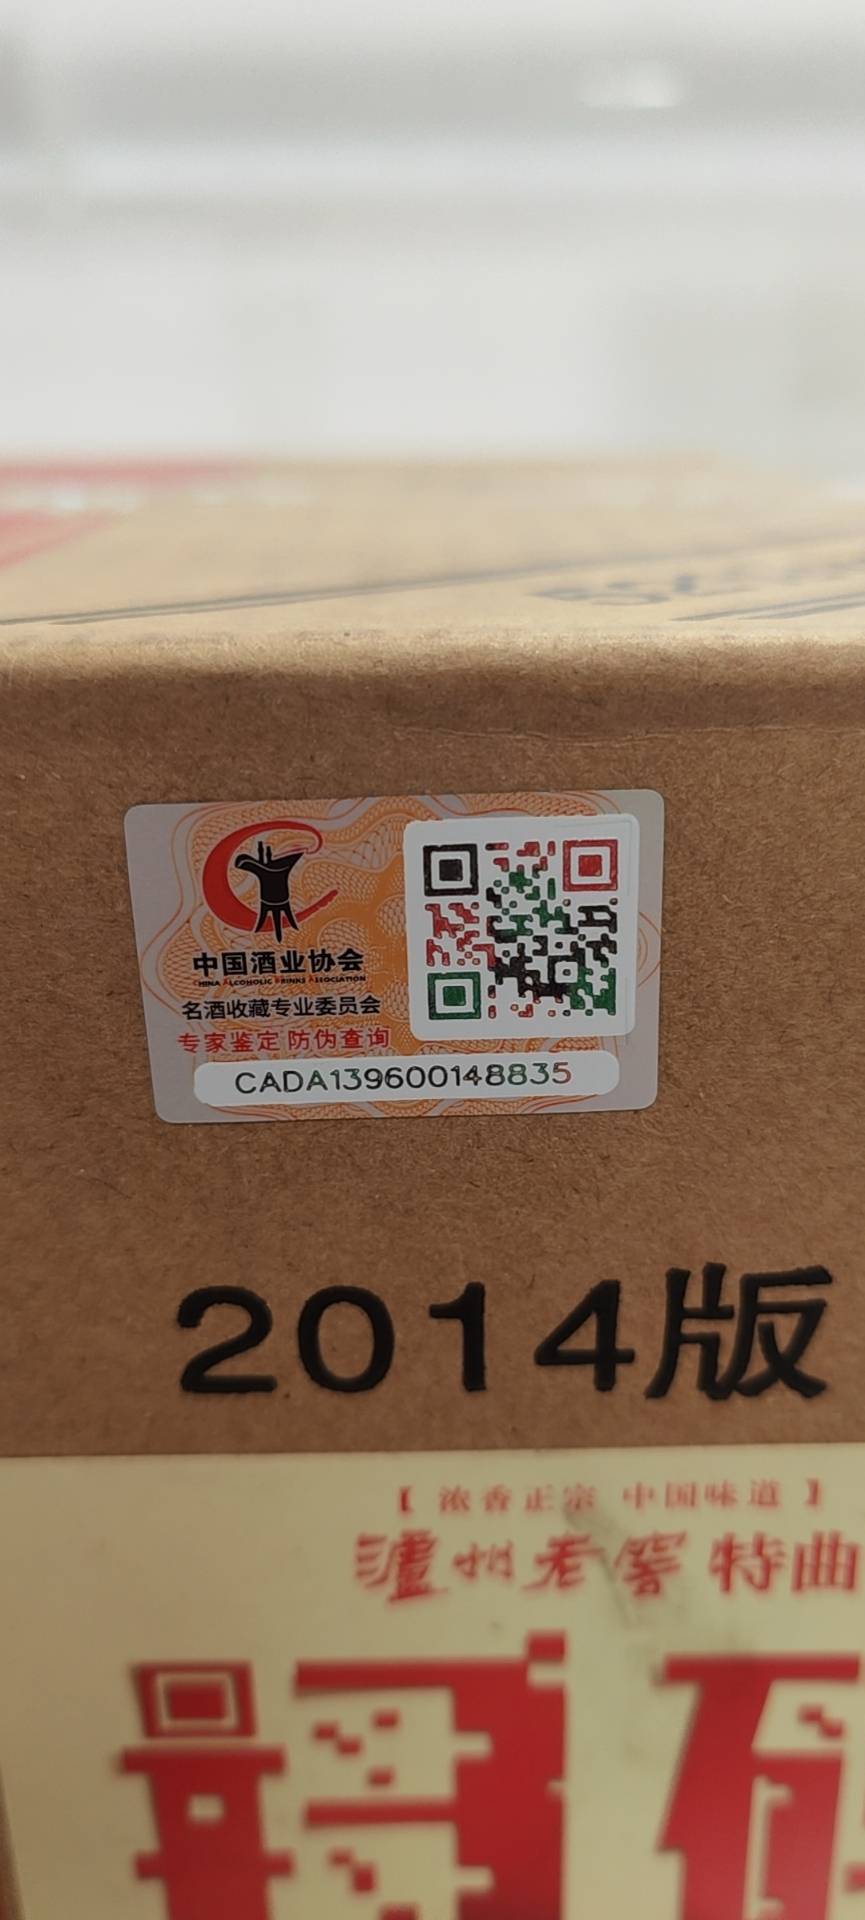 中国酒业协会
CHINA ALCOHOLIC DRINKS ASSOCIATION
名酒收藏专业委员会
专家鉴定 防伪查询
CADA139600148835
2014版
【 浓香正宗 中国味道 】
泸州老窖 特曲